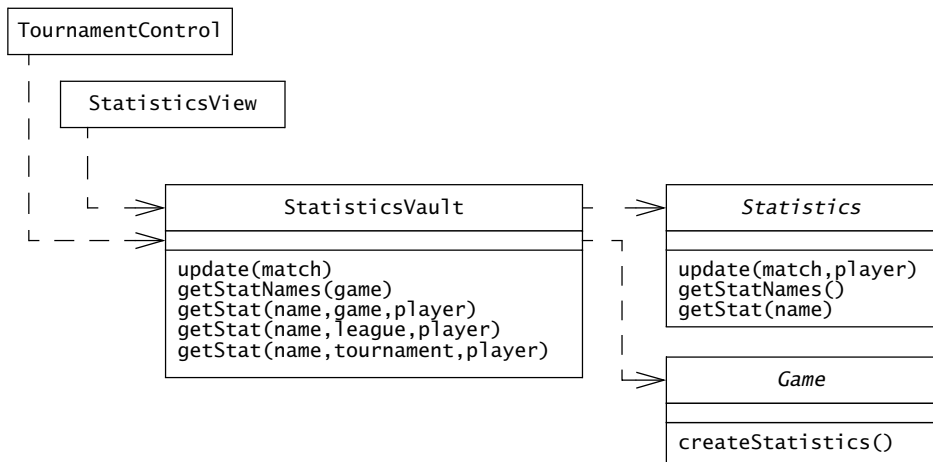 TournamentControl
StatisticsView
StatisticsVault
update(match)
getStatNames(game)
getStat(name,game,player)
getStat(name,league,player)
getStat(name,tournament,player)
Statistics
update(match,player)
getStatNames()
getStat(name)
Game
createStatistics()